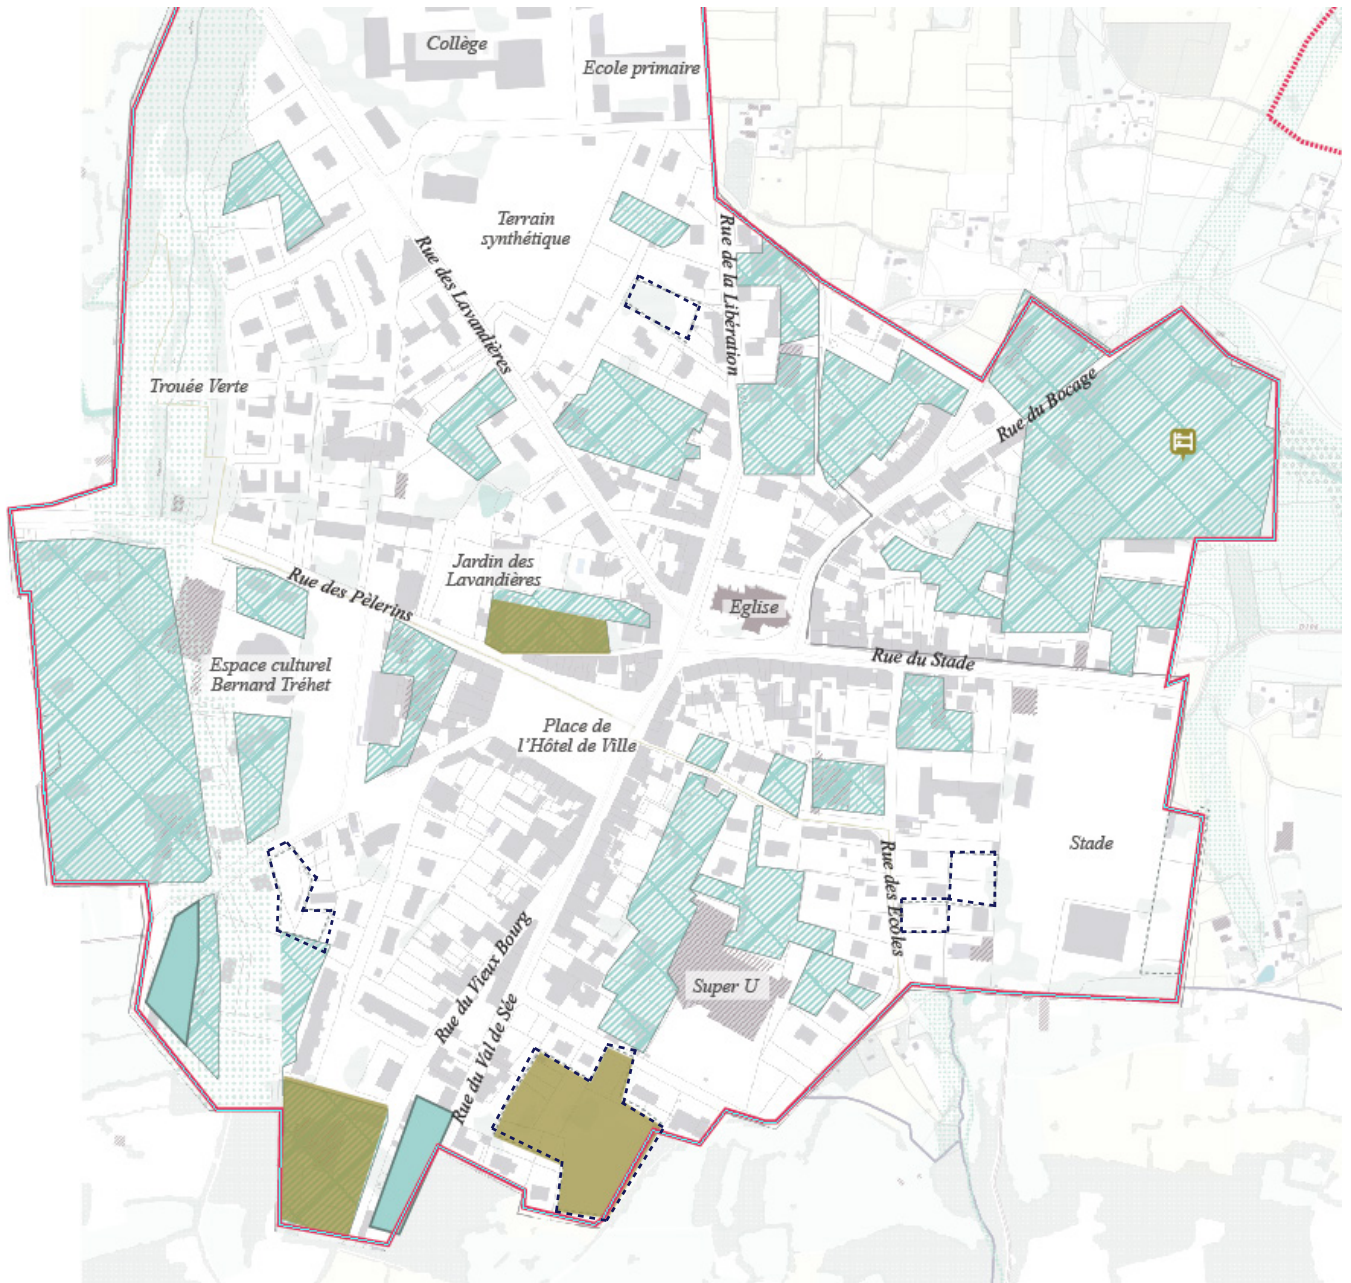 Collège
Ecole primaire
Terrain
synthétique
Rue de la Libération
Rue des Lavandières
Trouée Verte
Rue du Bocage
Jardin des
Lavandières
Rue des Pèlerins
Eglise
Rue du Stade
Espace culturel
Bernard Tréhet
Place de
l'Hôtel de Ville
Stade
Rue des Ecoles
Rue du Vieux Bourg
Super U
Rue du Val de Sée